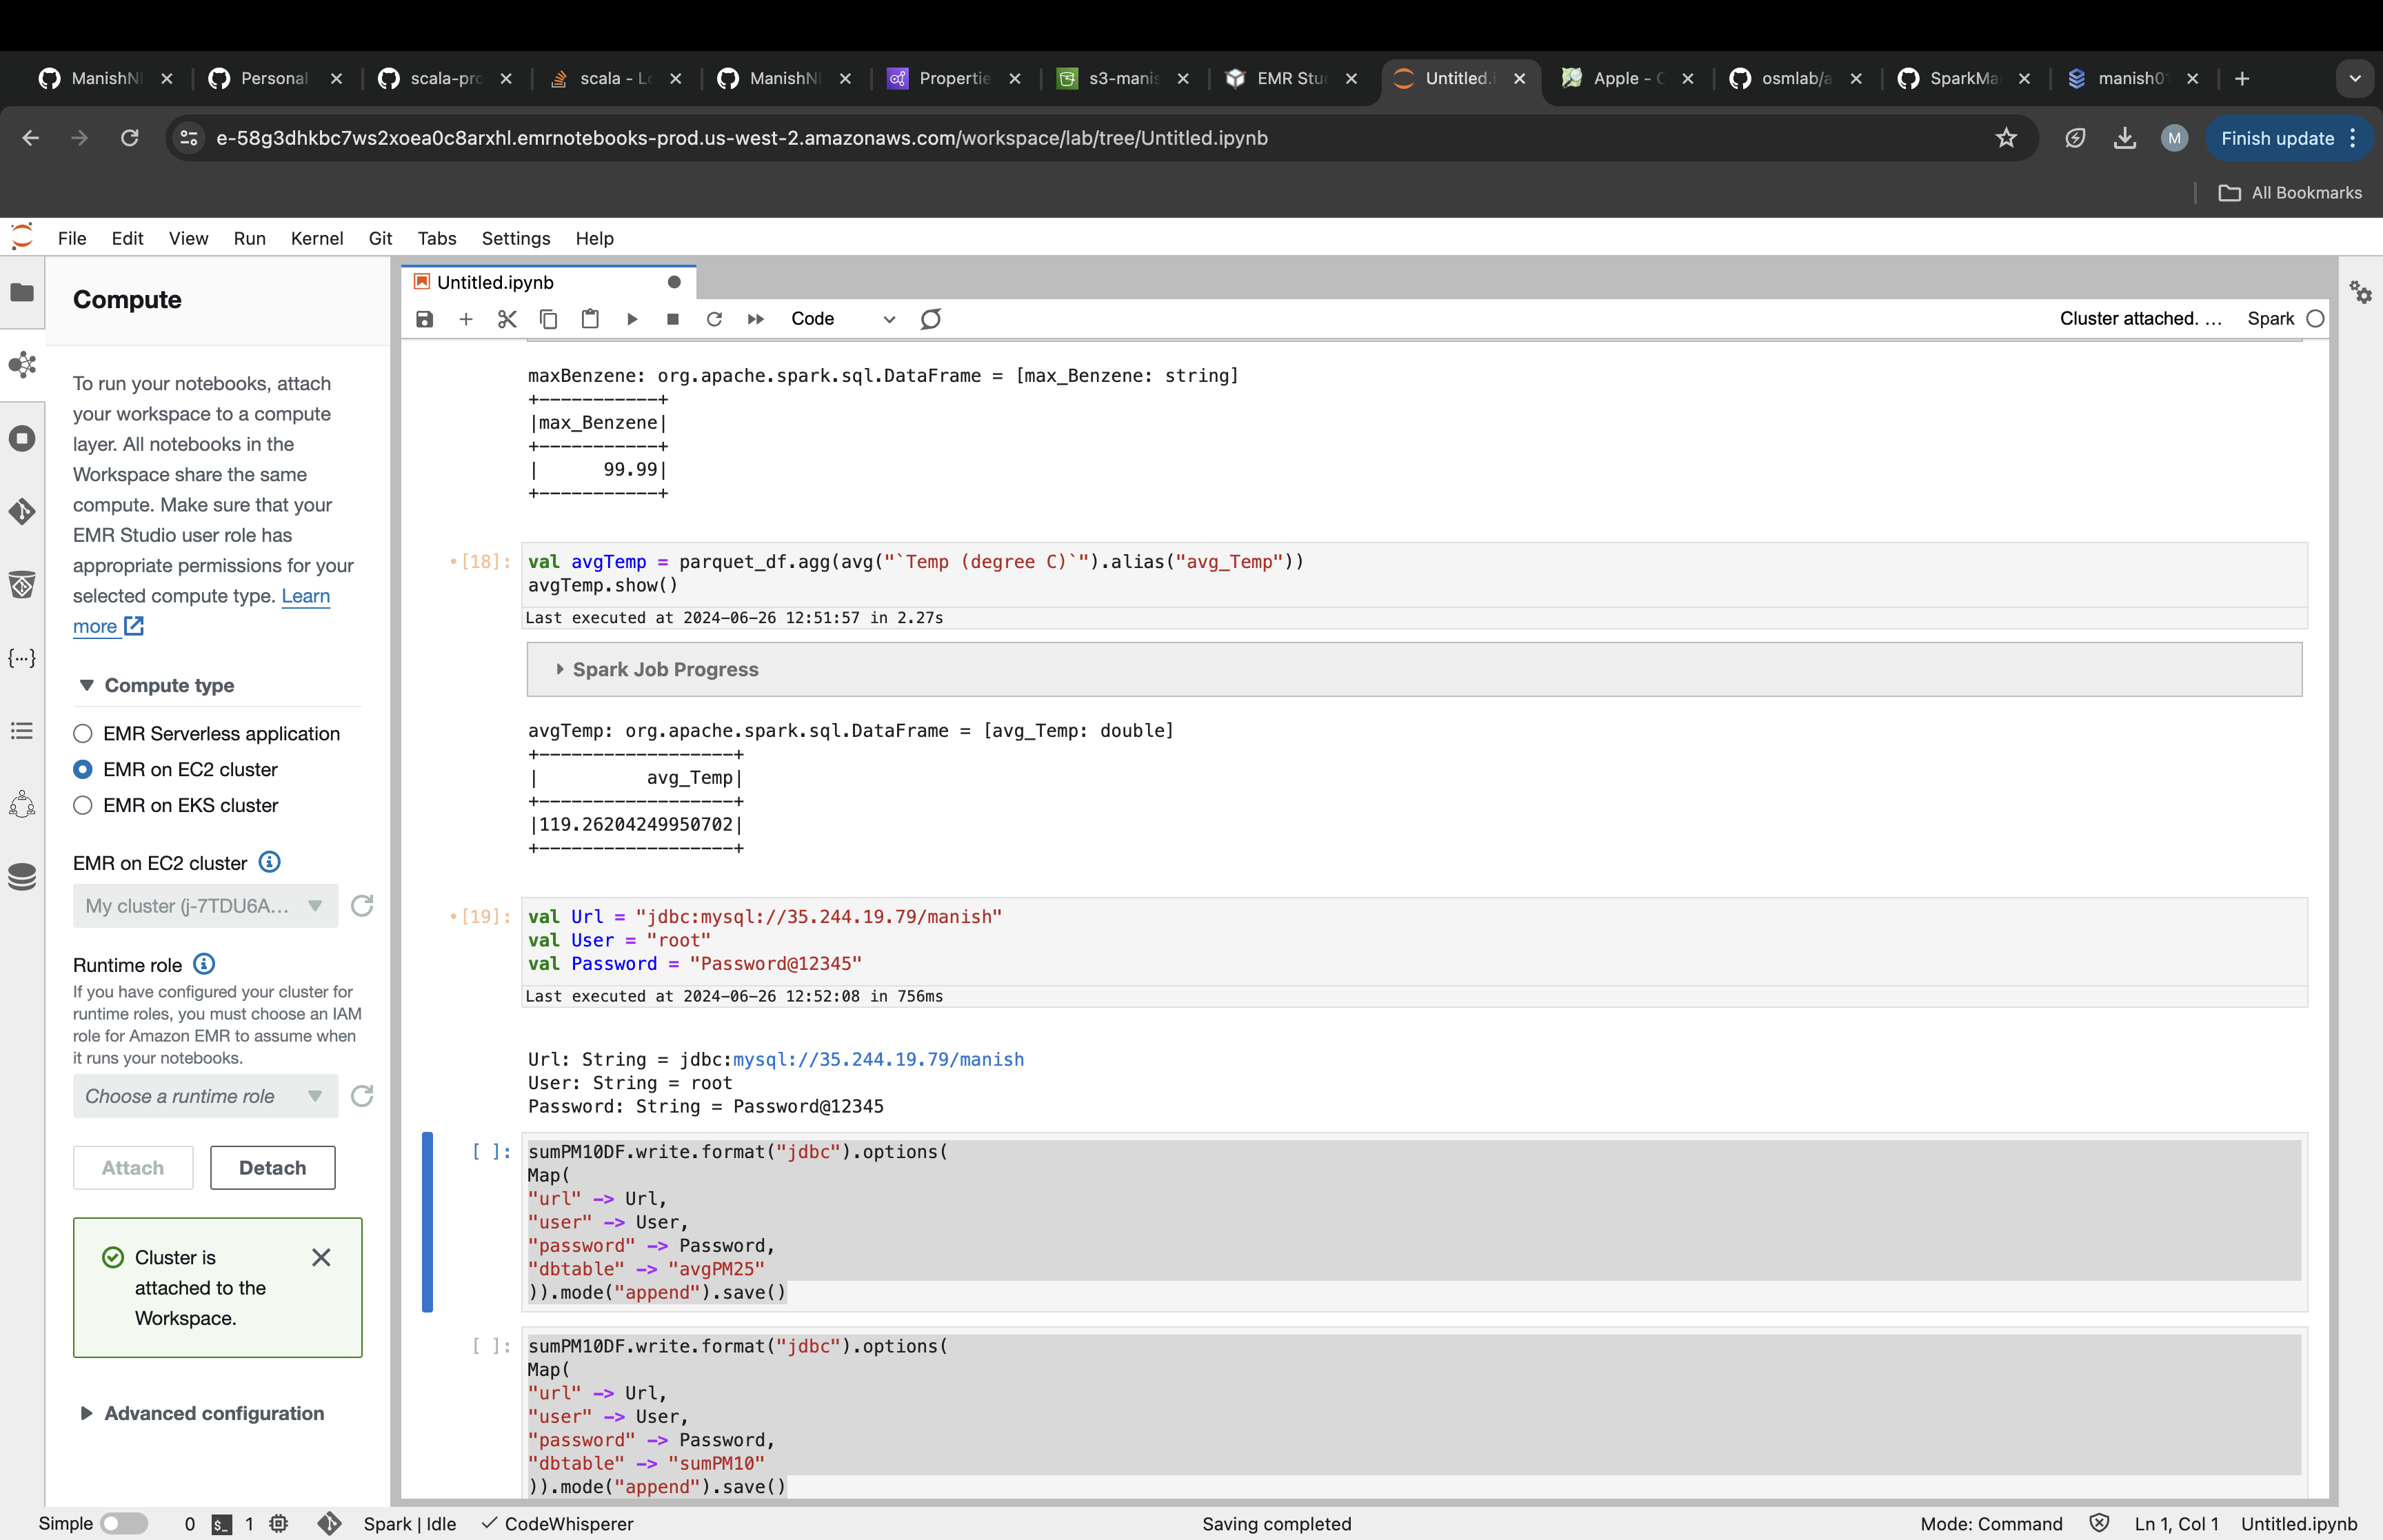 ManishN
Personal
scala-pro
scala - Lo
ManishN
Propertie
s3-manis
EMR Stu
Untitled.i
Apple - C
osmlab/a
SparkMa
manish0
e-58g3dhkbc7ws2xoea0c8arxhl.emrnotebooks-prod.us-west-2.amazonaws.com/workspace/lab/tree/Untitled.ipynb
M
Finish update
All Bookmarks
File Edit View Run Kernel Git Tabs Settings Help
Compute
To run your notebooks, attach
your workspace to a compute
layer. All notebooks in the
Workspace share the same
compute. Make sure that your
EMR Studio user role has
appropriate permissions for your
selected compute type. Learn
more
Compute type
EMR Serverless application
EMR on EC2 cluster
EMR on EKS cluster
EMR on EC2 cluster
My cluster (j-7TDU6A...
Runtime role
If you have configured your cluster for
runtime roles, you must choose an IAM
role for Amazon EMR to assume when
it runs your notebooks.
Choose a runtime role
Attach Detach
Cluster is
attached to the
Workspace.
Advanced configuration
Untitled.ipynb
Code
Cluster attached. ... Spark
maxBenzene: org.apache.spark.sql.DataFrame = [max_Benzene: string]
+-----------+
|max_Benzene|
+-----------+
|      99.99|
+-----------+
[18]: val avgTemp = parquet_df.agg(avg("`Temp (degree C)`").alias("avg_Temp"))
avgTemp.show()
Last executed at 2024-06-26 12:51:57 in 2.27s
Spark Job Progress
avgTemp: org.apache.spark.sql.DataFrame = [avg_Temp: double]
+------------------+
|          avg_Temp|
+------------------+
|119.26204249950702|
+------------------+
[19]: val Url = "jdbc:mysql://35.244.19.79/manish"
val User = "root"
val Password = "Password@12345"
Last executed at 2024-06-26 12:52:08 in 756ms
Url: String = jdbc:mysql://35.244.19.79/manish
User: String = root
Password: String = Password@12345
[ ]: sumPM10DF.write.format("jdbc").options(
Map(
"url" -> Url,
"user" -> User,
"password" -> Password,
"dbtable" -> "avgPM25"
)).mode("append").save()
[ ]: sumPM10DF.write.format("jdbc").options(
Map(
"url" -> Url,
"user" -> User,
"password" -> Password,
"dbtable" -> "sumPM10"
)).mode("append").save()
Simple 0 $_ 1 Spark | Idle CodeWhisperer Saving completed Mode: Command Ln 1, Col 1 Untitled.ipynb